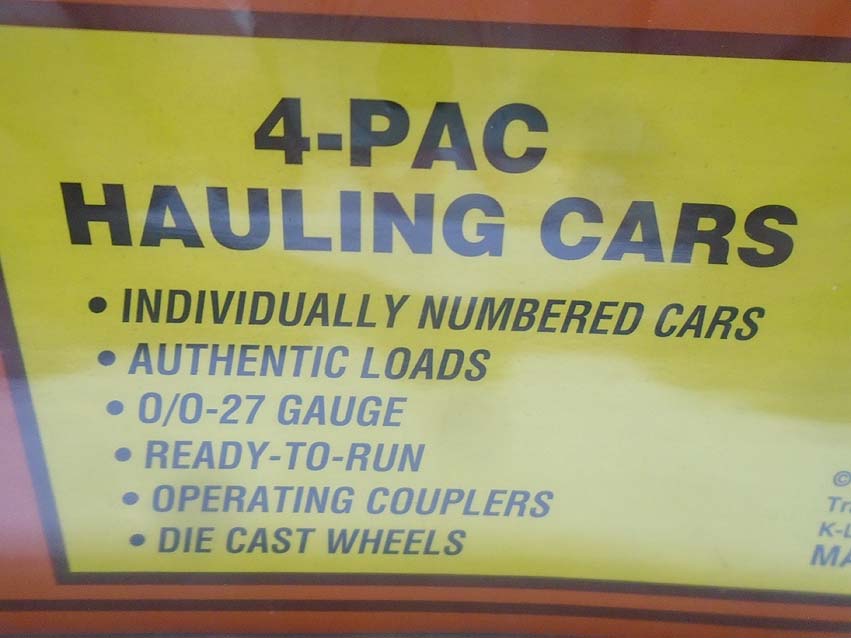 4-PAC
HAULING CARS
• INDIVIDUALLY NUMBERED CARS
• AUTHENTIC LOADS
• O/O-27 GAUGE
• READY-TO-RUN
• OPERATING COUPLERS
• DIE CAST WHEELS
©